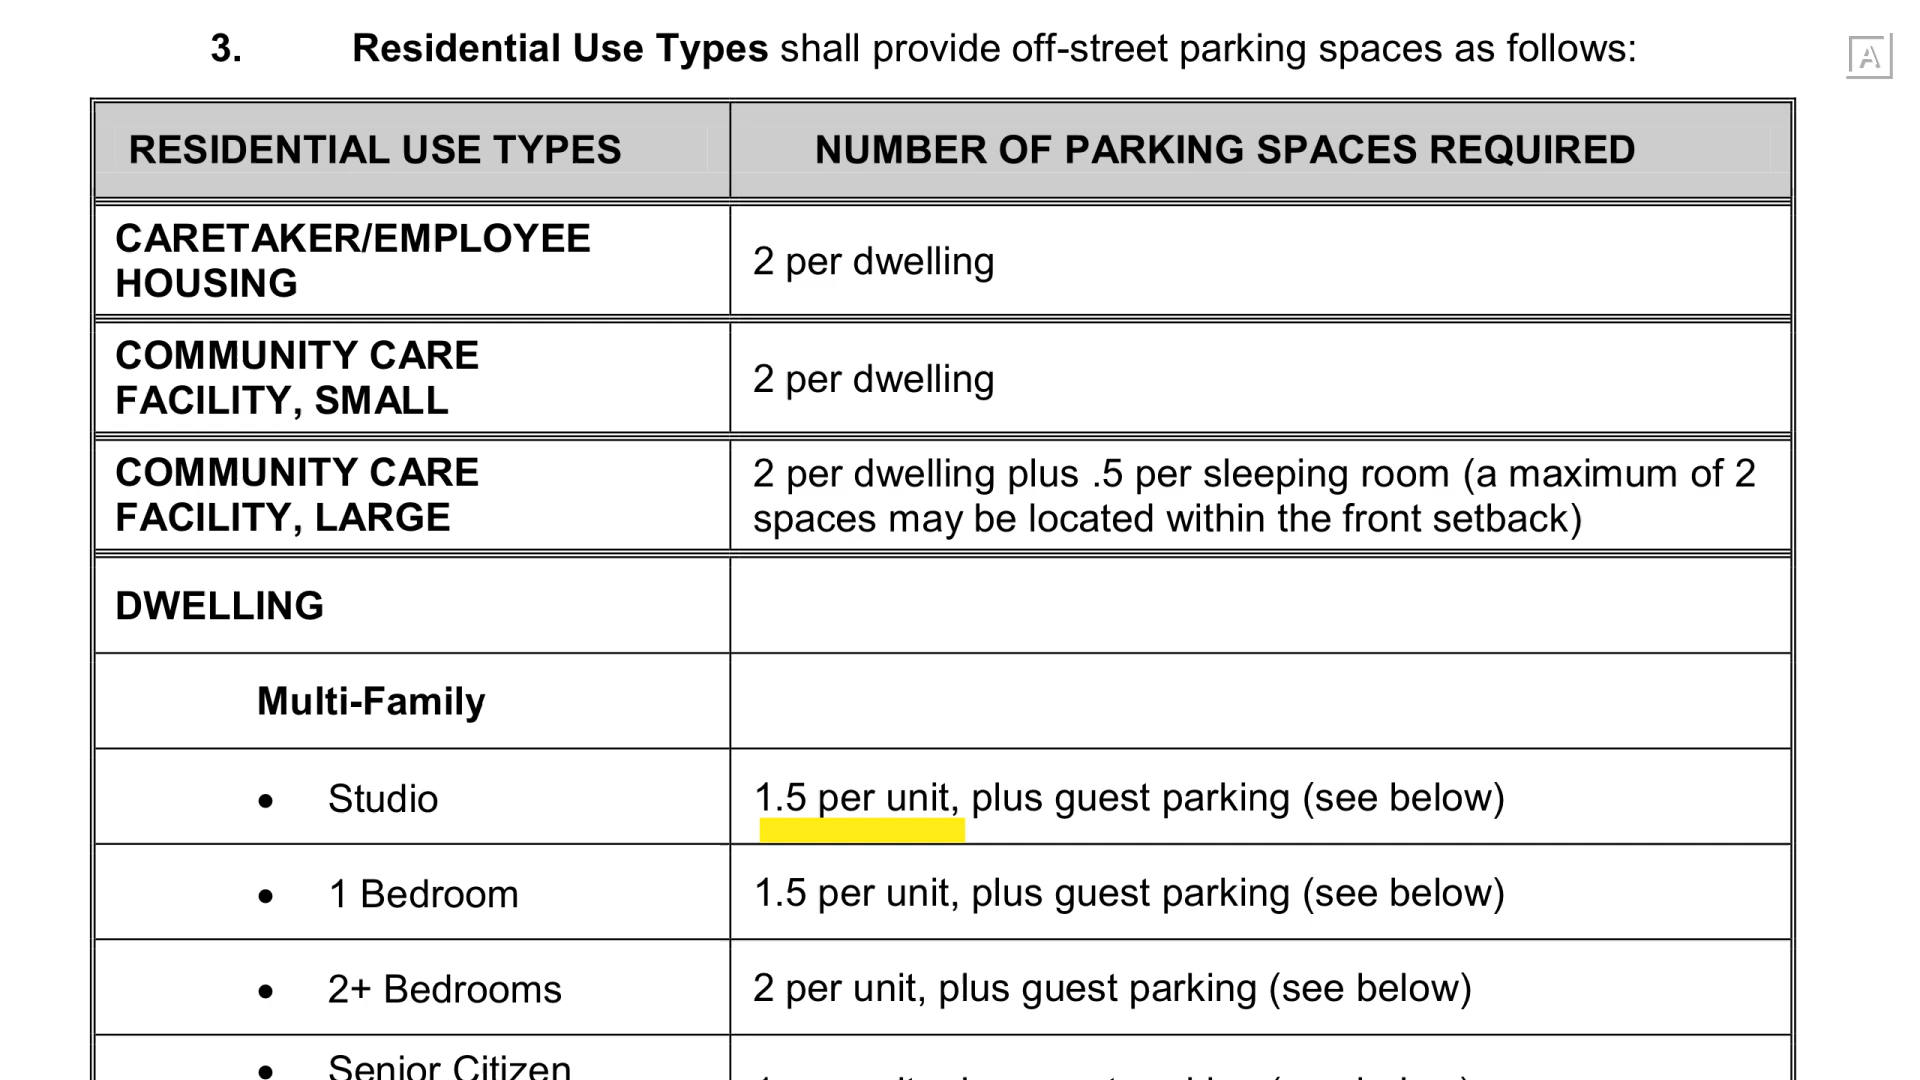 3. Residential Use Types shall provide off-street parking spaces as follows:
A
RESIDENTIAL USE TYPES NUMBER OF PARKING SPACES REQUIRED
CARETAKER/EMPLOYEE
HOUSING
2 per dwelling
COMMUNITY CARE
FACILITY, SMALL
2 per dwelling
COMMUNITY CARE
FACILITY, LARGE
2 per dwelling plus .5 per sleeping room (a maximum of 2
spaces may be located within the front setback)
DWELLING
Multi-Family
• Studio 1.5 per unit, plus guest parking (see below)
• 1 Bedroom 1.5 per unit, plus guest parking (see below)
• 2+ Bedrooms 2 per unit, plus guest parking (see below)
• Senior Citizen